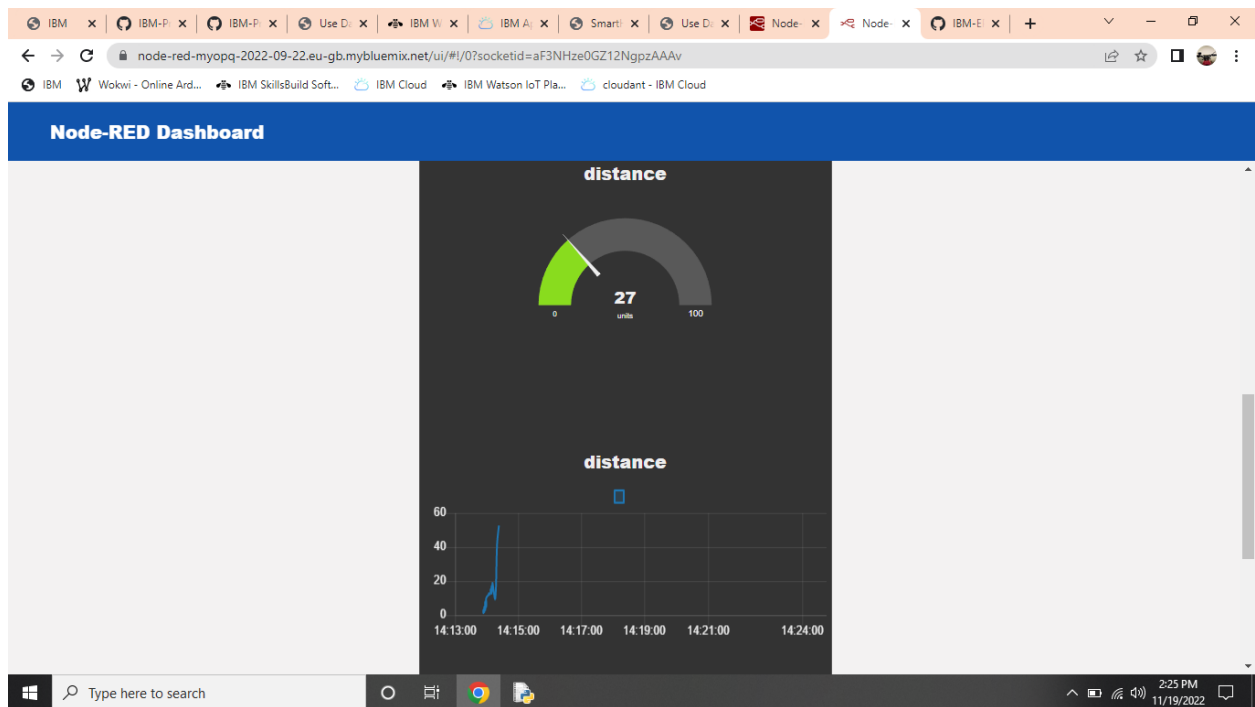 IBM
IBM-P
IBM-P
Use Da
IBM W
IBM Ap
Smart
Use Da
Node-
Node-
IBM-E
node-red-myopq-2022-09-22.eu-gb.mybluemix.net/ui/#!/0?socketid=aF3NHze0GZ12NgpzAAAv
IBM Wokwi - Online Ard... IBM SkillsBuild Soft... IBM Cloud IBM Watson IoT Pla... cloudant - IBM Cloud
Node-RED Dashboard
distance
27
0 units 100
distance
60
40
20
0
14:13:00 14:15:00 14:17:00 14:19:00 14:21:00 14:24:00
Type here to search
2:25 PM
11/19/2022